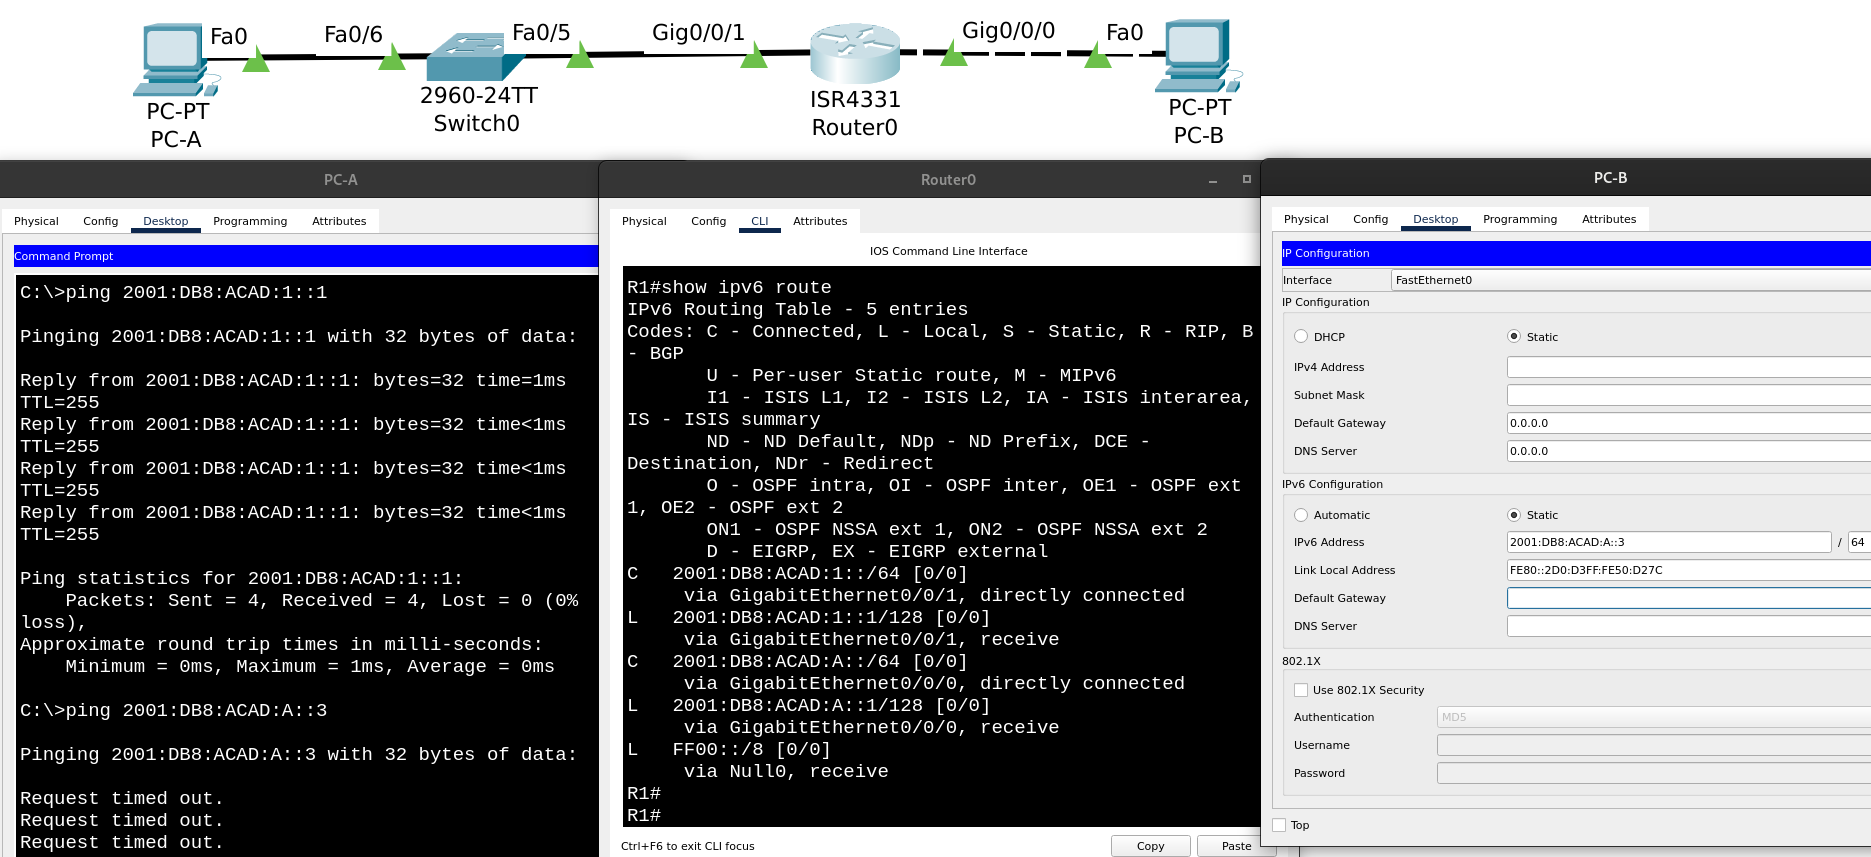 Fa0
Fa0/6
Fa0/5
Gig0/0/1
Gig0/0/0
Fa0
PC-PT
PC-A
2960-24TT
Switch0
ISR4331
Router0
PC-PT
PC-B
PC-A
Physical Config Desktop Programming Attributes
Command Prompt
C:\>ping 2001:DB8:ACAD:1::1
Pinging 2001:DB8:ACAD:1::1 with 32 bytes of data:
Reply from 2001:DB8:ACAD:1::1: bytes=32 time=1ms
TTL=255
Reply from 2001:DB8:ACAD:1::1: bytes=32 time<1ms
TTL=255
Reply from 2001:DB8:ACAD:1::1: bytes=32 time<1ms
TTL=255
Reply from 2001:DB8:ACAD:1::1: bytes=32 time<1ms
TTL=255
Ping statistics for 2001:DB8:ACAD:1::1:
Packets: Sent = 4, Received = 4, Lost = 0 (0%
loss),
Approximate round trip times in milli-seconds:
Minimum = 0ms, Maximum = 1ms, Average = 0ms
C:\>ping 2001:DB8:ACAD:A::3
Pinging 2001:DB8:ACAD:A::3 with 32 bytes of data:
Request timed out.
Request timed out.
Request timed out.
Router0
Physical Config CLI Attributes
IOS Command Line Interface
R1#show ipv6 route
IPv6 Routing Table - 5 entries
Codes: C - Connected, L - Local, S - Static, R - RIP, B
- BGP
U - Per-user Static route, M - MIPv6
I1 - ISIS L1, I2 - ISIS L2, IA - ISIS interarea,
IS - ISIS summary
ND - ND Default, NDp - ND Prefix, DCE -
Destination, NDr - Redirect
O - OSPF intra, OI - OSPF inter, OE1 - OSPF ext
1, OE2 - OSPF ext 2
ON1 - OSPF NSSA ext 1, ON2 - OSPF NSSA ext 2
D - EIGRP, EX - EIGRP external
C 2001:DB8:ACAD:1::/64 [0/0]
via GigabitEthernet0/0/1, directly connected
L 2001:DB8:ACAD:1::1/128 [0/0]
via GigabitEthernet0/0/1, receive
C 2001:DB8:ACAD:A::/64 [0/0]
via GigabitEthernet0/0/0, directly connected
L 2001:DB8:ACAD:A::1/128 [0/0]
via GigabitEthernet0/0/0, receive
L FF00::/8 [0/0]
via Null0, receive
R1#
R1#
Ctrl+F6 to exit CLI focus
Copy
Paste
PC-B
Physical Config Desktop Programming Attributes
IP Configuration
Interface FastEthernet0
IP Configuration
DHCP Static
IPv4 Address
Subnet Mask
Default Gateway 0.0.0.0
DNS Server 0.0.0.0
IPv6 Configuration
Automatic Static
IPv6 Address 2001:DB8:ACAD:A::3 / 64
Link Local Address FE80::2D0:D3FF:FE50:D27C
Default Gateway
DNS Server
802.1X
Use 802.1X Security
Authentication MD5
Username
Password
Top